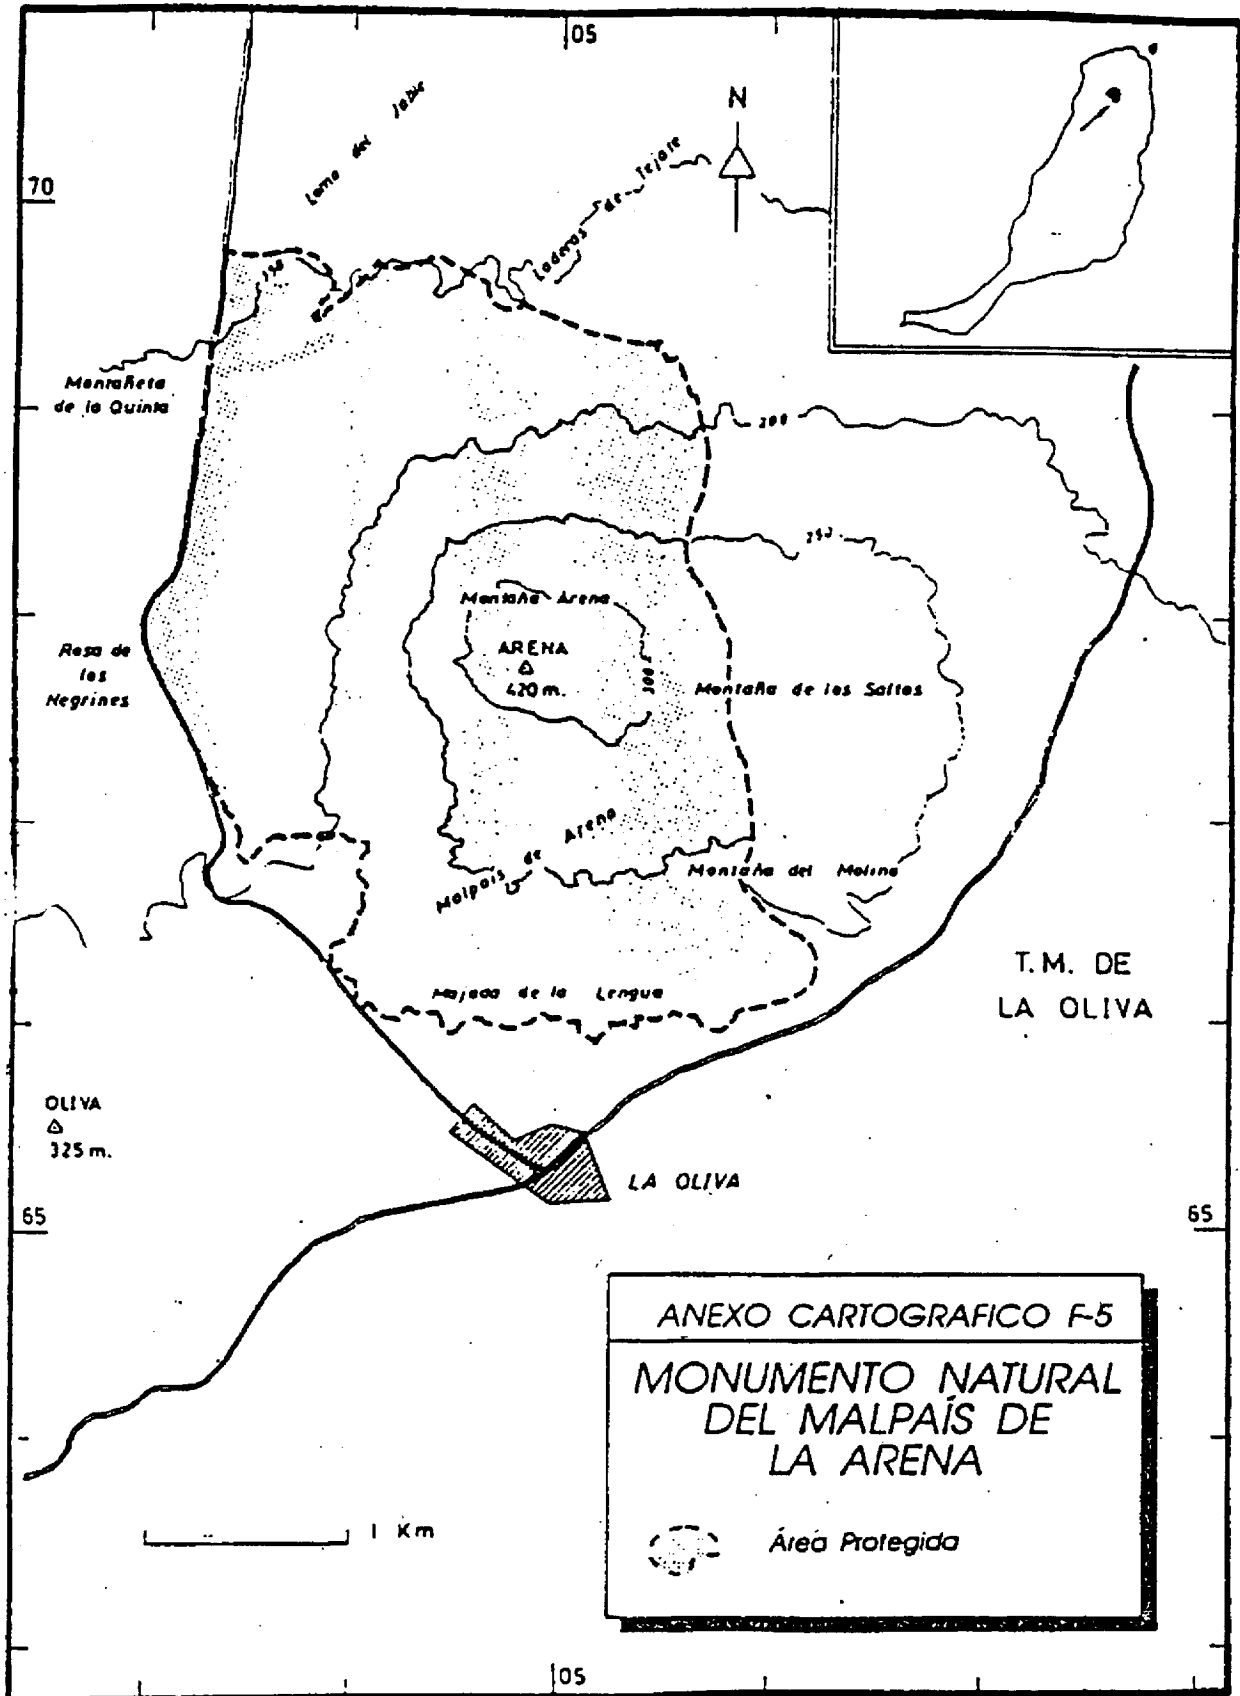 05
N
70
Loma del Jable
Laderas de Tejate
150
Montañeta
de la Quinta
200
250
Montaña Arena
ARENA
420 m.
300
Rosa de
los
Negrines
Montaña de los Saltos
Malpais de Arena
Montaña del Molino
T.M. DE
LA OLIVA
Majada de la Lengua
OLIVA
325 m.
LA OLIVA
65
65
ANEXO CARTOGRAFICO F-5
MONUMENTO NATURAL
DEL MALPAÍS DE
LA ARENA
1 Km
Área Protegida
05